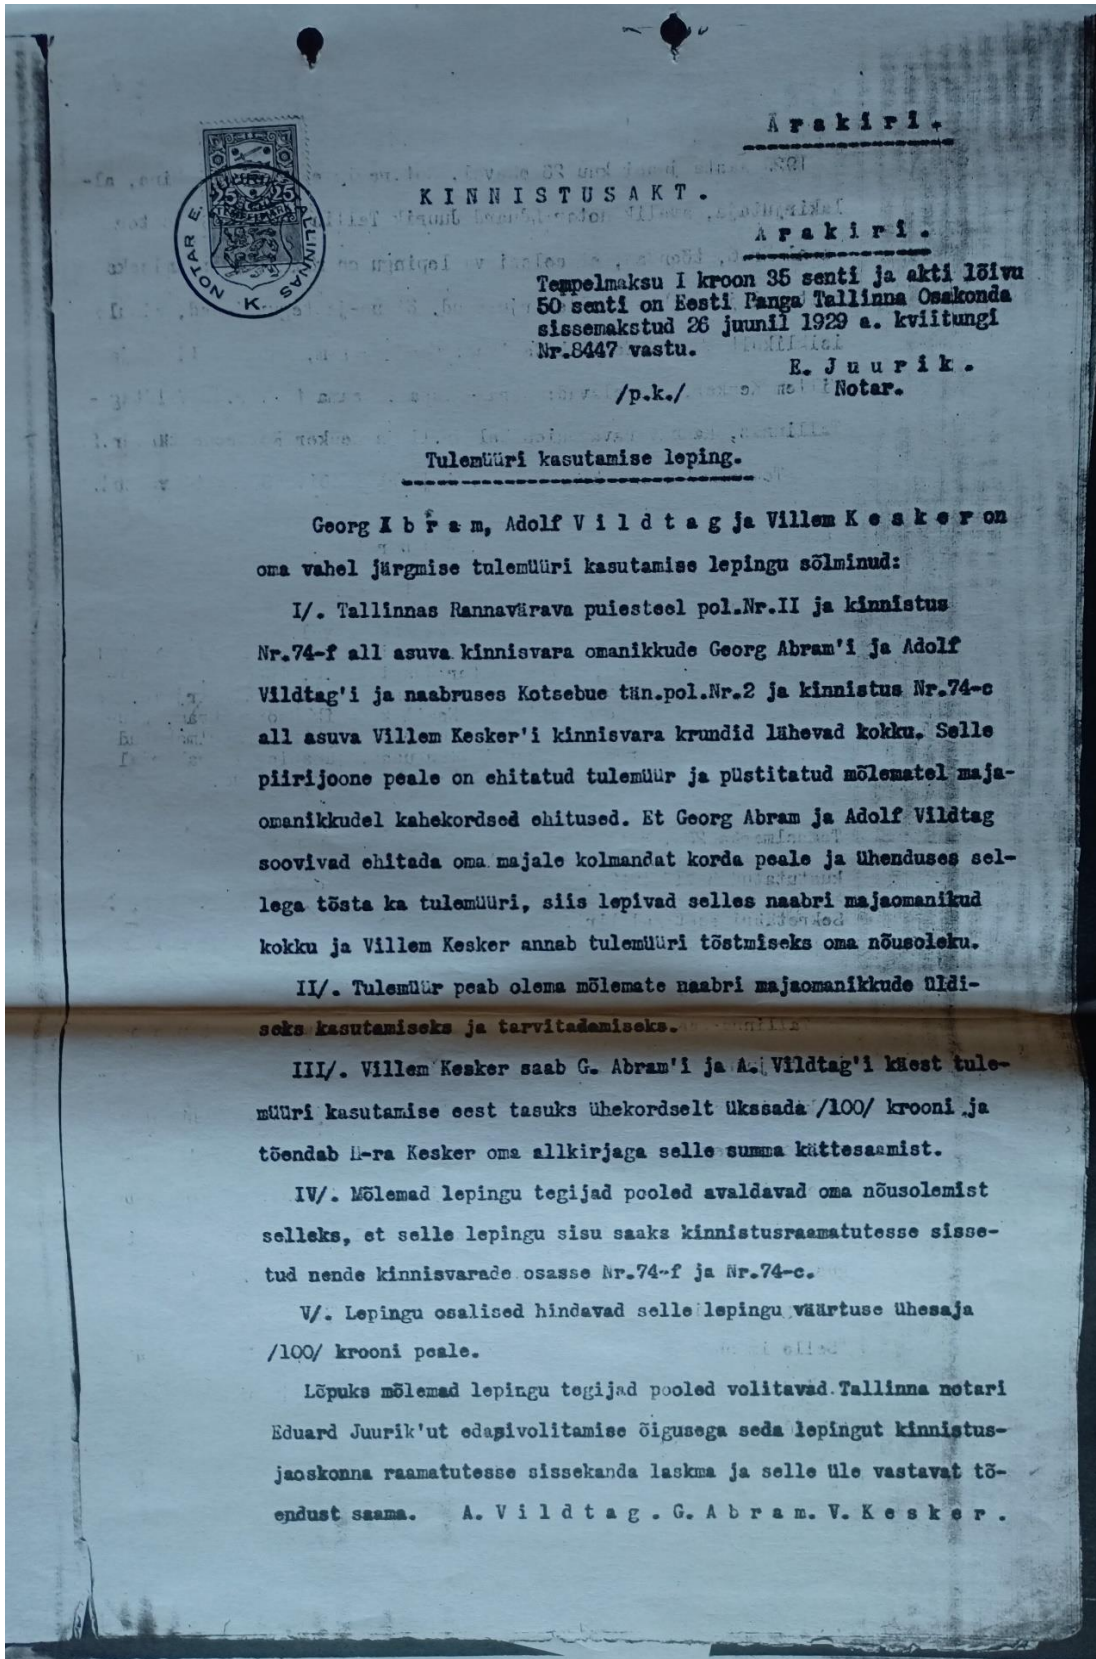 Ärakiri.
KINNISTUSAKT.
Ärakiri.
Tempelmaksu I kroon 35 senti ja akti lõivu
50 senti on Eesti Panga Tallinna Osakonda
sissemakstud 26 juunil 1929 a. kviitungi
Nr.8447 vastu.
E. Juurik.
/p.k./ Notar.
NOTAR E. JUURIK TALLINNAS
K.
25 25
Tulemüüri kasutamise leping.
Georg Abram, Adolf Vildtag ja Villem Kesker on
oma vahel järgmise tulemüüri kasutamise lepingu sõlminud:
I/. Tallinnas Rannavärava puiesteel pol.Nr.II ja kinnistus
Nr.74-f all asuva kinnisvara omanikkude Georg Abram'i ja Adolf
Vildtag'i ja naabruses Kotsebue tän.pol.Nr.2 ja kinnistus Nr.74-c
all asuva Villem Kesker'i kinnisvara krundid lähevad kokku. Selle
piirijoone peale on ehitatud tulemüür ja püstitatud mõlematel maja-
omanikkudel kahekordsed ehitused. Et Georg Abram ja Adolf Vildtag
soovivad ehitada oma majale kolmandat korda peale ja ühenduses sel-
lega tõsta ka tulemüüri, siis lepivad selles naabri majaomanikud
kokku ja Villem Kesker annab tulemüüri tõstmiseks oma nõusoleku.
II/. Tulemüür peab olema mõlemate naabri majaomanikkude üldi-
seks kasutamiseks ja tarvitadamiseks.
III/. Villem Kesker saab G. Abram'i ja A. Vildtag'i käest tule-
müüri kasutamise eest tasuks ühekordselt ükssada /100/ krooni ja
tõendab H-ra Kesker oma allkirjaga selle summa kättesaamist.
IV/. Mõlemad lepingu tegijad pooled avaldavad oma nõusolemist
selleks, et selle lepingu sisu saaks kinnistusraamatutesse sisse-
tud nende kinnisvarade osasse Nr.74-f ja Nr.74-c.
V/. Lepingu osalised hindavad selle lepingu väärtuse ühesaja
/100/ krooni peale.
Lõpuks mõlemad lepingu tegijad pooled volitavad Tallinna notari
Eduard Juurik'ut edasivolitamise õigusega seda lepingut kinnistus-
jaoskonna raamatutesse sissekanda laskma ja selle üle vastavat tõ-
endust saama. A. Vildtag. G. Abram. V. Kesker.